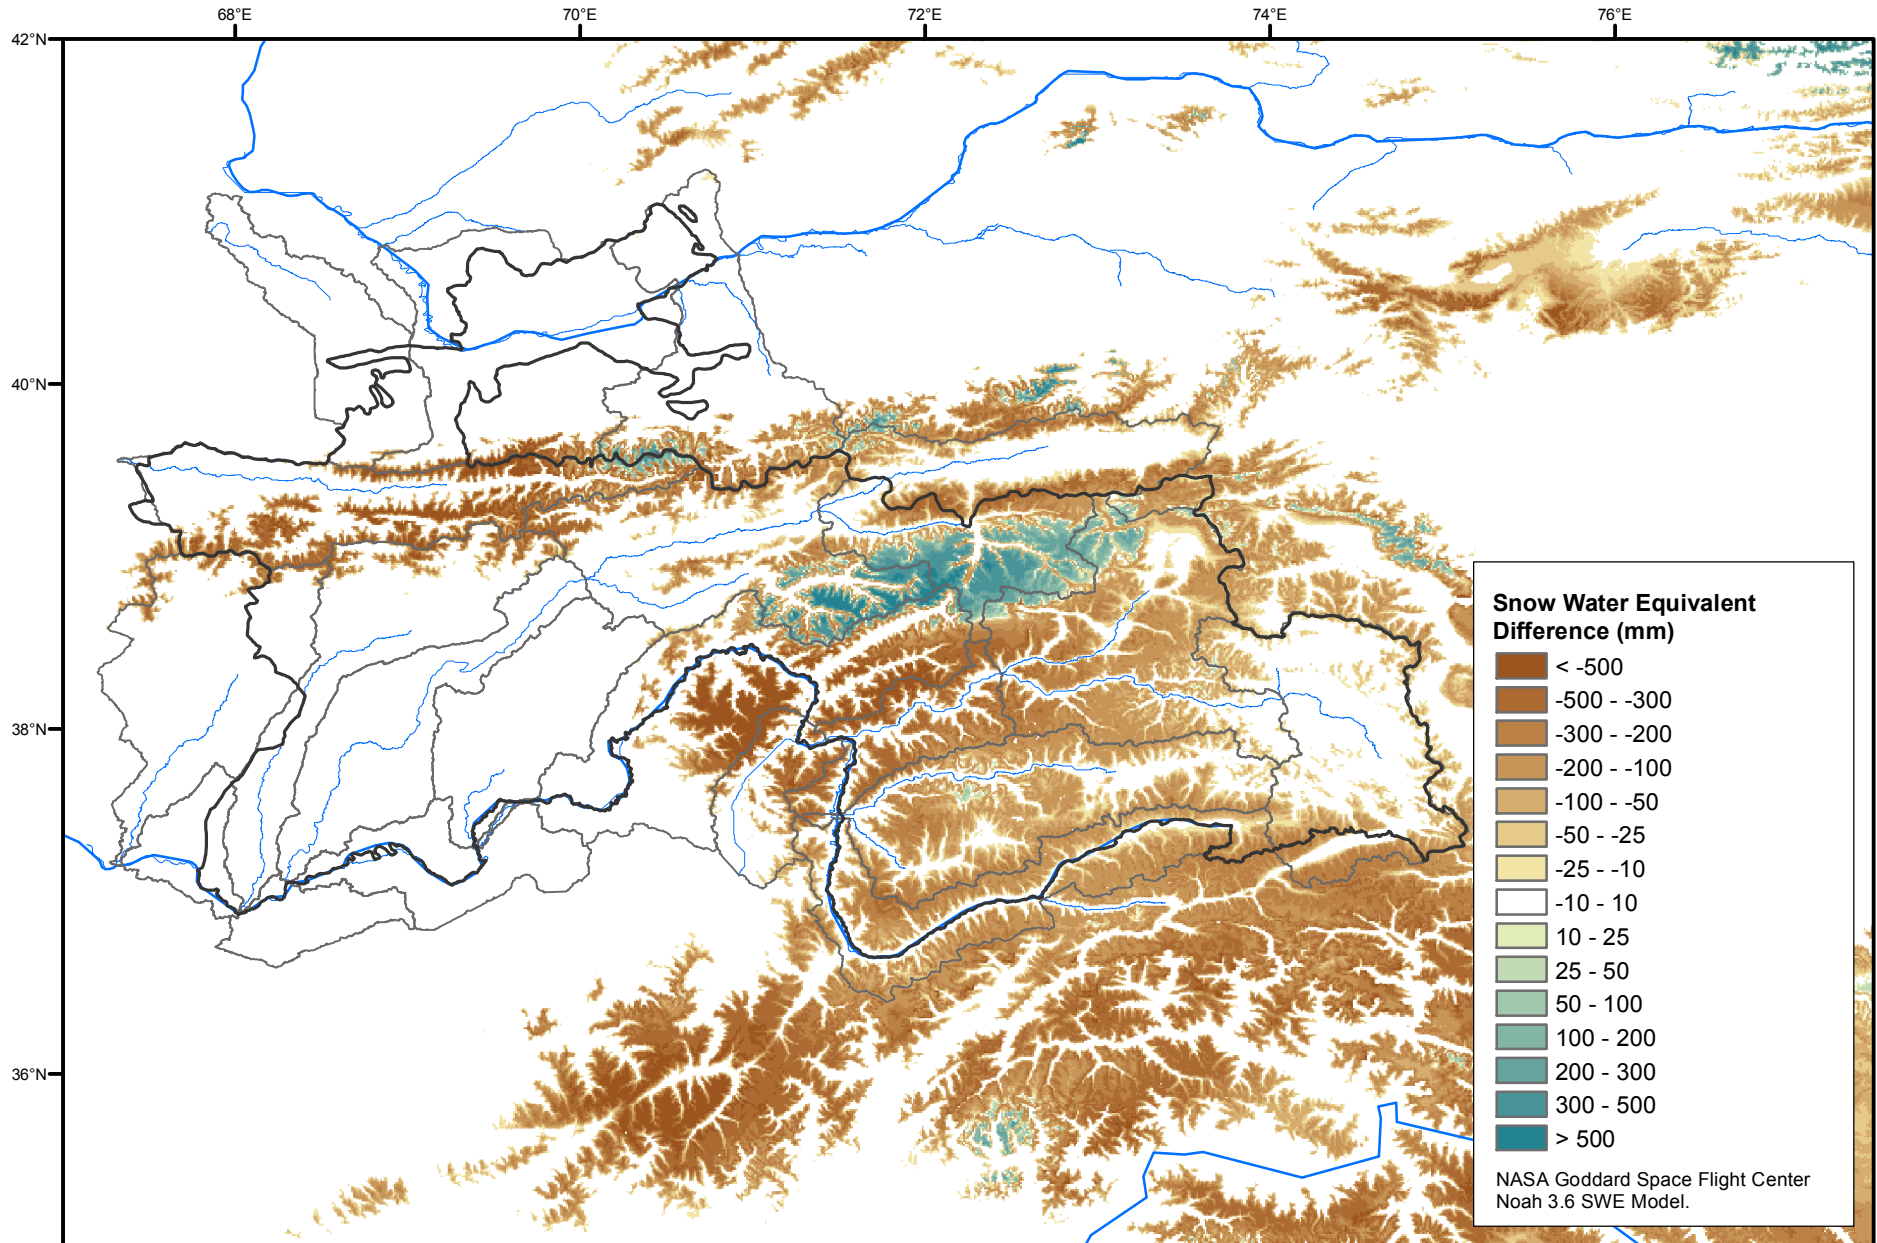 68°E 70°E 72°E 74°E 76°E
42°N
40°N
38°N
36°N
Snow Water Equivalent
Difference (mm)
< -500
-500 - -300
-300 - -200
-200 - -100
-100 - -50
-50 - -25
-25 - -10
-10 - 10
10 - 25
25 - 50
50 - 100
100 - 200
200 - 300
300 - 500
> 500
NASA Goddard Space Flight Center
Noah 3.6 SWE Model.